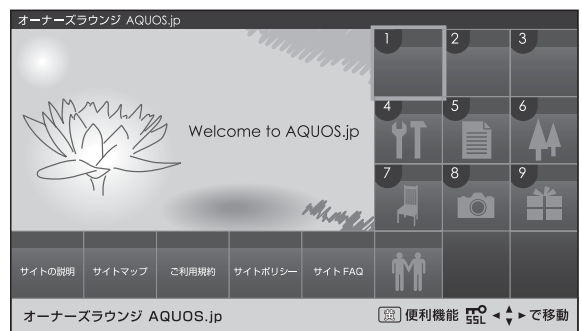 オーナーズラウンジ AQUOS.jp
1 2 3
Welcome to AQUOS.jp
4 5 6
7 8 9
サイトの説明 サイトマップ ご利用規約 サイトポリシー サイト FAQ
オーナーズラウンジ AQUOS.jp 便利機能 SSL で移動